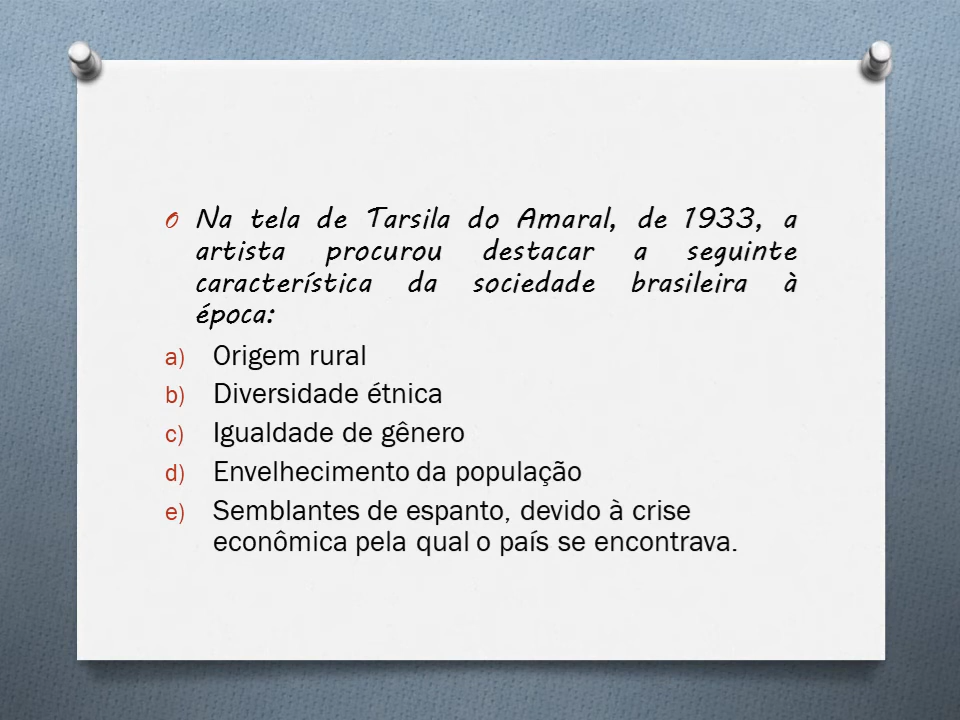 O Na tela de Tarsila do Amaral, de 1933, a
artista procurou destacar a seguinte
característica da sociedade brasileira à
época:
a) Origem rural
b) Diversidade étnica
c) Igualdade de gênero
d) Envelhecimento da população
e) Semblantes de espanto, devido à crise
econômica pela qual o país se encontrava.